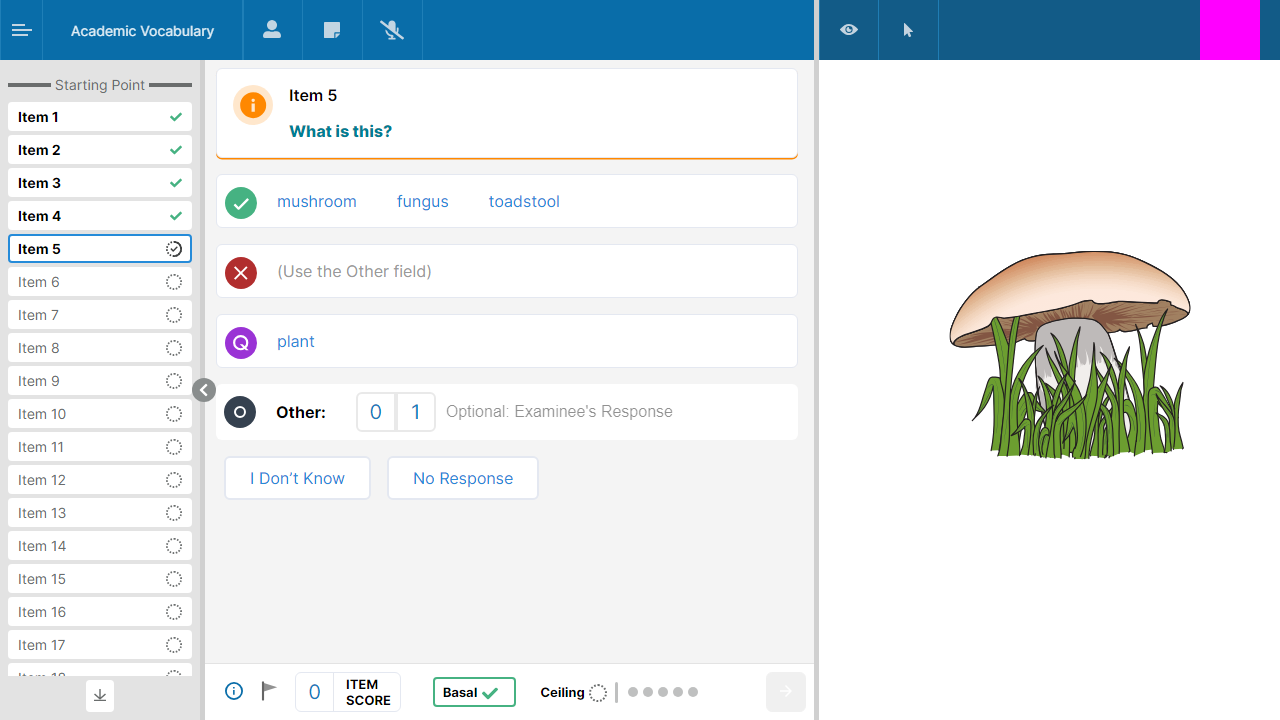 Academic Vocabulary
Starting Point
Item 1
Item 2
Item 3
Item 4
Item 5
Item 6
Item 7
Item 8
Item 9
Item 10
Item 11
Item 12
Item 13
Item 14
Item 15
Item 16
Item 17
Item 5
What is this?
mushroom fungus toadstool
(Use the Other field)
Q plant
Other: 0 1 Optional: Examinee's Response
I Don't Know No Response
0 ITEM SCORE Basal Ceiling